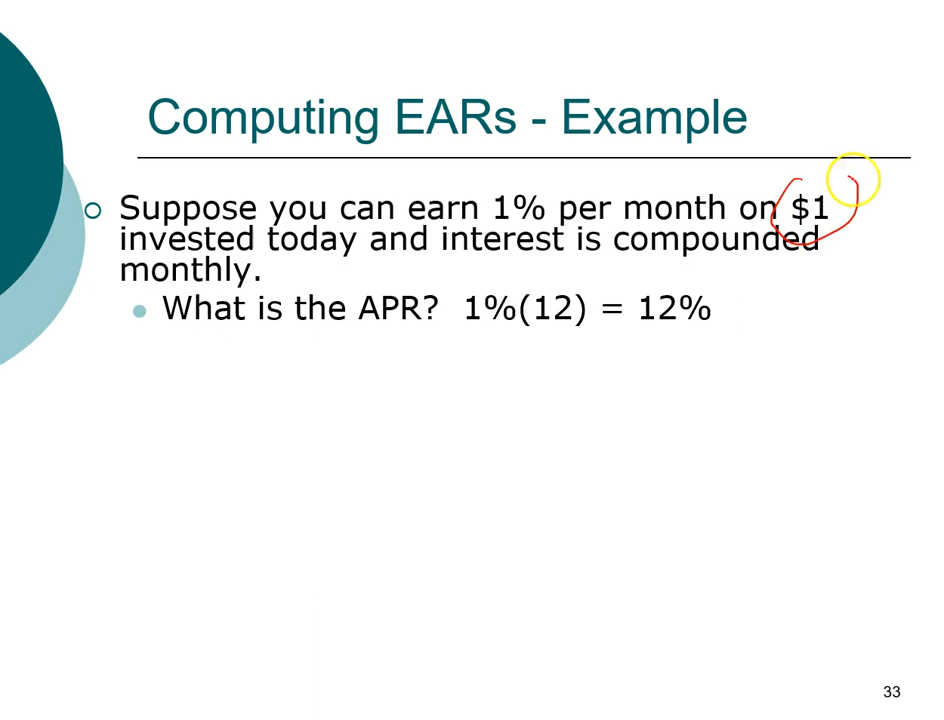 Computing EARs - Example
Suppose you can earn 1% per month on $1
invested today and interest is compounded
monthly.
What is the APR? 1%(12) = 12%
33